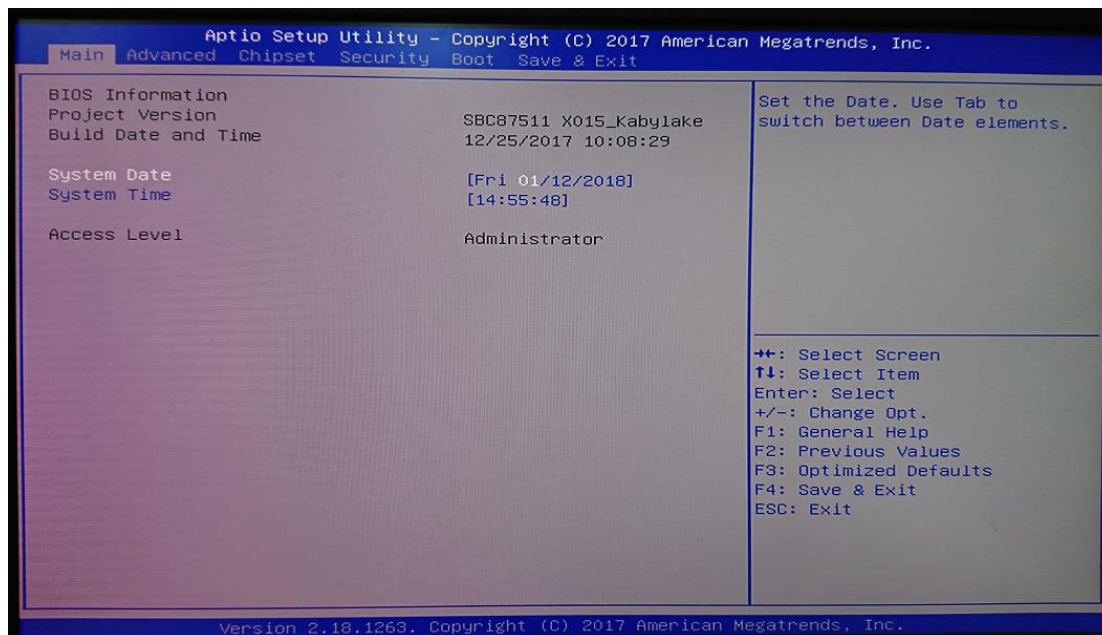 Aptio Setup Utility – Copyright (C) 2017 American Megatrends, Inc.
Main Advanced Chipset Security Boot Save & Exit
BIOS Information
Project Version SBC87511 X015_Kabylake
Build Date and Time 12/25/2017 10:08:29
System Date [Fri 01/12/2018]
System Time [14:55:48]
Access Level Administrator
Set the Date. Use Tab to
switch between Date elements.
→←: Select Screen
↑↓: Select Item
Enter: Select
+/-: Change Opt.
F1: General Help
F2: Previous Values
F3: Optimized Defaults
F4: Save & Exit
ESC: Exit
Version 2.18.1263. Copyright (C) 2017 American Megatrends, Inc.